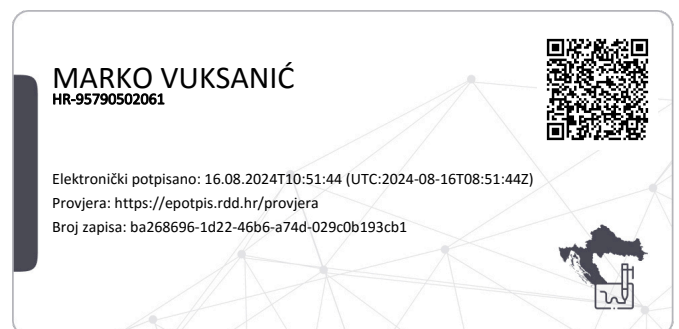 MARKO VUKSANIĆ
HR-95790502061
Elektronički potpisano: 16.08.2024T10:51:44 (UTC:2024-08-16T08:51:44Z)
Provjera: https://epotpis.rdd.hr/provjera
Broj zapisa: ba268696-1d22-46b6-a74d-029c0b193cb1